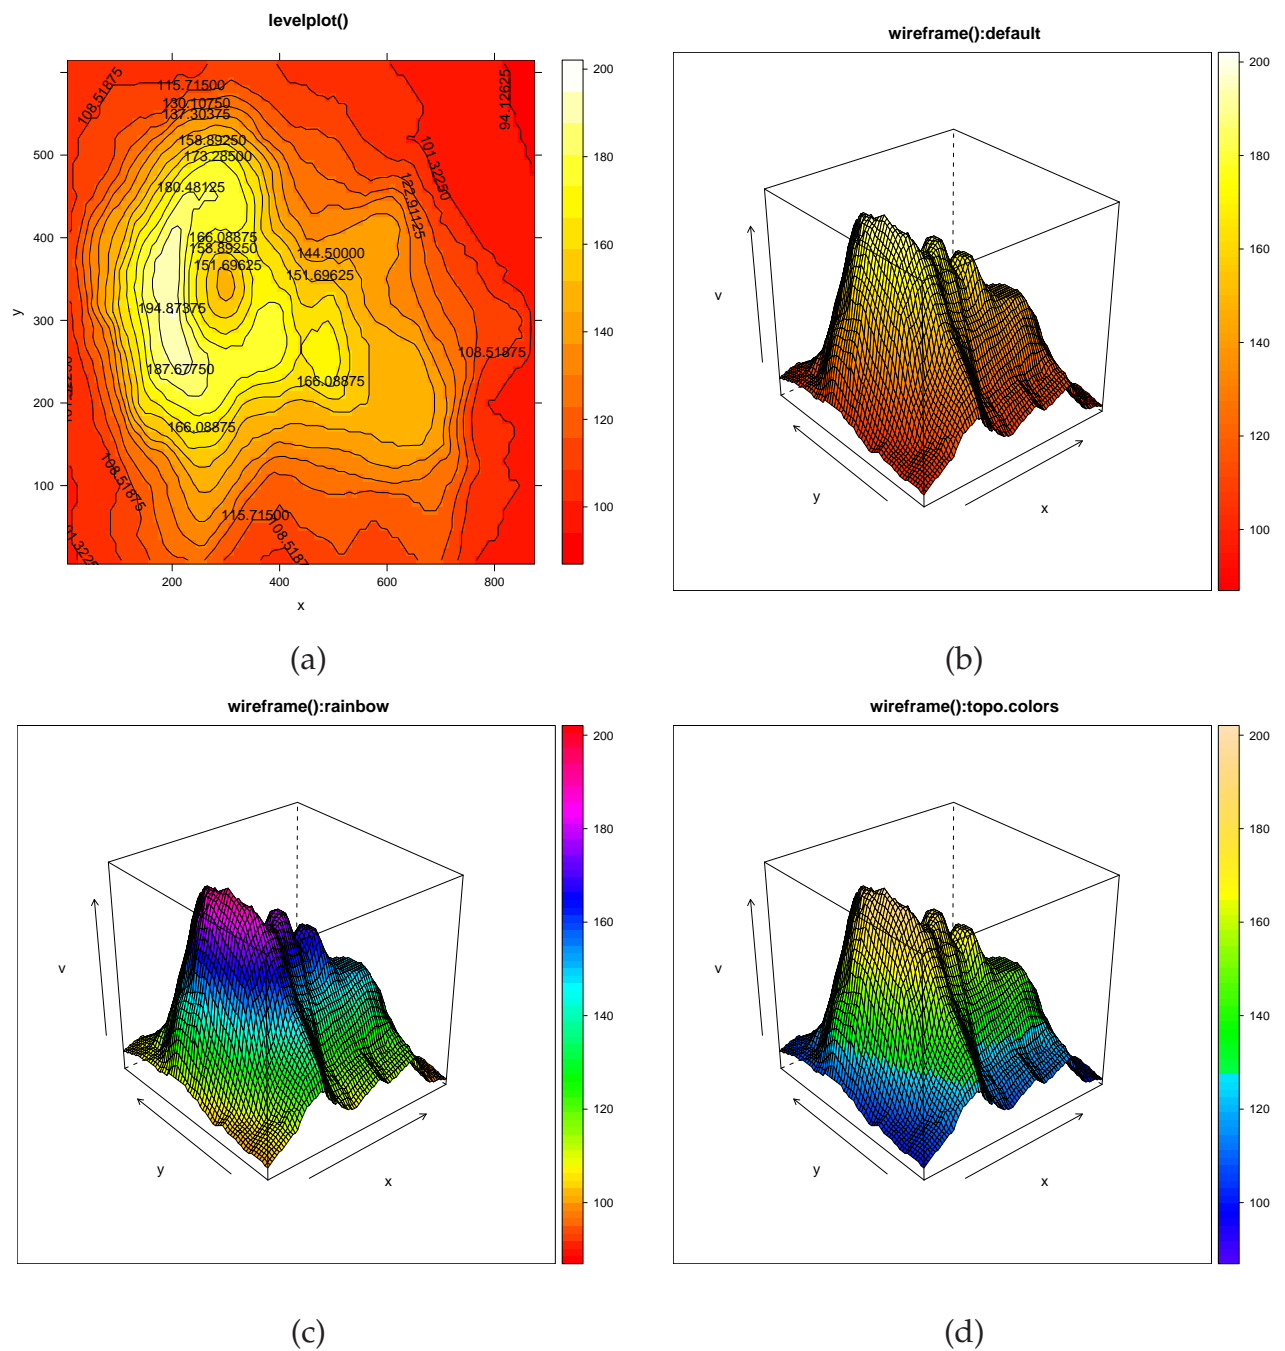 levelplot()
108.51875
115.71500
130.10750
137.30375
158.89250
173.28500
180.48125
166.08875
158.89250
151.69625
194.87375
187.67750
166.08875
108.51875
115.71500
144.50000
151.69625
166.08875
122.91125
101.32250
94.12625
108.51875
500
400
300
200
100
y
200
400
600
800
x
200
180
160
140
120
100
(a)
wireframe():default
v
y
x
200
180
160
140
120
100
(b)
wireframe():rainbow
v
y
x
200
180
160
140
120
100
(c)
wireframe():topo.colors
v
y
x
200
180
160
140
120
100
(d)